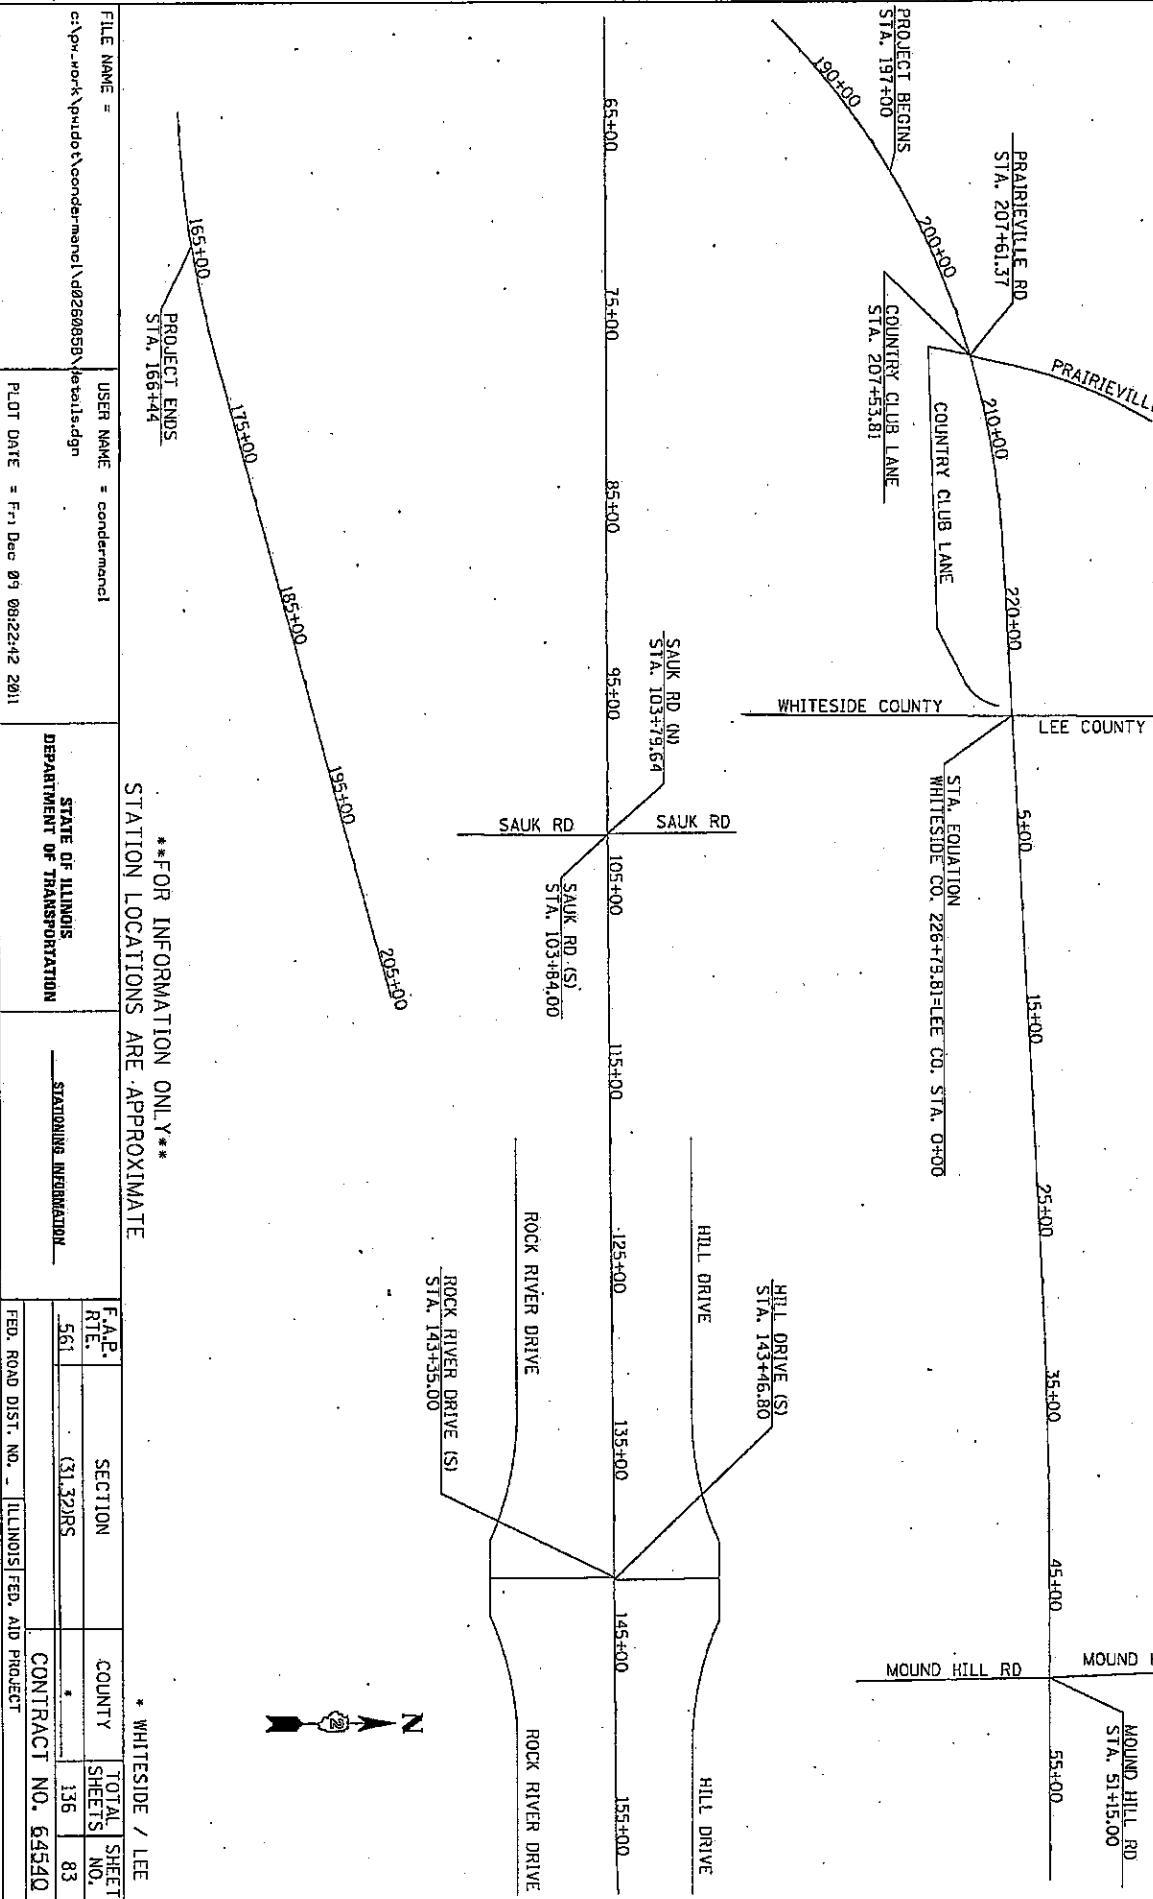 PROJECT BEGINS
STA. 197+00
190+00
200+00
PRAIRIEVILLE RD
STA. 207+61.37
COUNTRY CLUB LANE
STA. 207+53.81
PRAIRIEVILLE
210+00
COUNTRY CLUB LANE
220+00
WHITESIDE COUNTY
LEE COUNTY
STA. EQUATION
WHITESIDE CO. 226+79.81=LEE CO. STA. 0+00
5+00
15+00
25+00
35+00
45+00
MOUND HILL RD
MOUND H
MOUND HILL RD
STA. 51+15.00
55+00
65+00
75+00
85+00
95+00
SAUK RD (N)
STA. 103+79.64
SAUK RD
SAUK RD
SAUK RD (S)
STA. 103+84.00
105+00
115+00
125+00
HILL DRIVE
ROCK RIVER DRIVE
HILL DRIVE (S)
STA. 143+46.80
ROCK RIVER DRIVE (S)
STA. 143+35.00
135+00
145+00
155+00
HILL DRIVE
ROCK RIVER DRIVE
165+00
PROJECT ENDS
STA. 166+44
175+00
185+00
195+00
205+00
N
2
**FOR INFORMATION ONLY**
STATION LOCATIONS ARE APPROXIMATE
* WHITESIDE / LEE
FILE NAME =
c:\pw_work\pwidot\condermancl\d0260858\details.dgn
USER NAME = condermancl
PLOT DATE = Fri Dec 09 08:22:42 2011
STATE OF ILLINOIS
DEPARTMENT OF TRANSPORTATION
STATIONING INFORMATION
F.A.P. RTE.
SECTION
COUNTY
TOTAL SHEETS
SHEET NO.
561
(31,32)RS
*
136
83
CONTRACT NO. 64540
FED. ROAD DIST. NO. _
ILLINOIS
FED. AID PROJECT